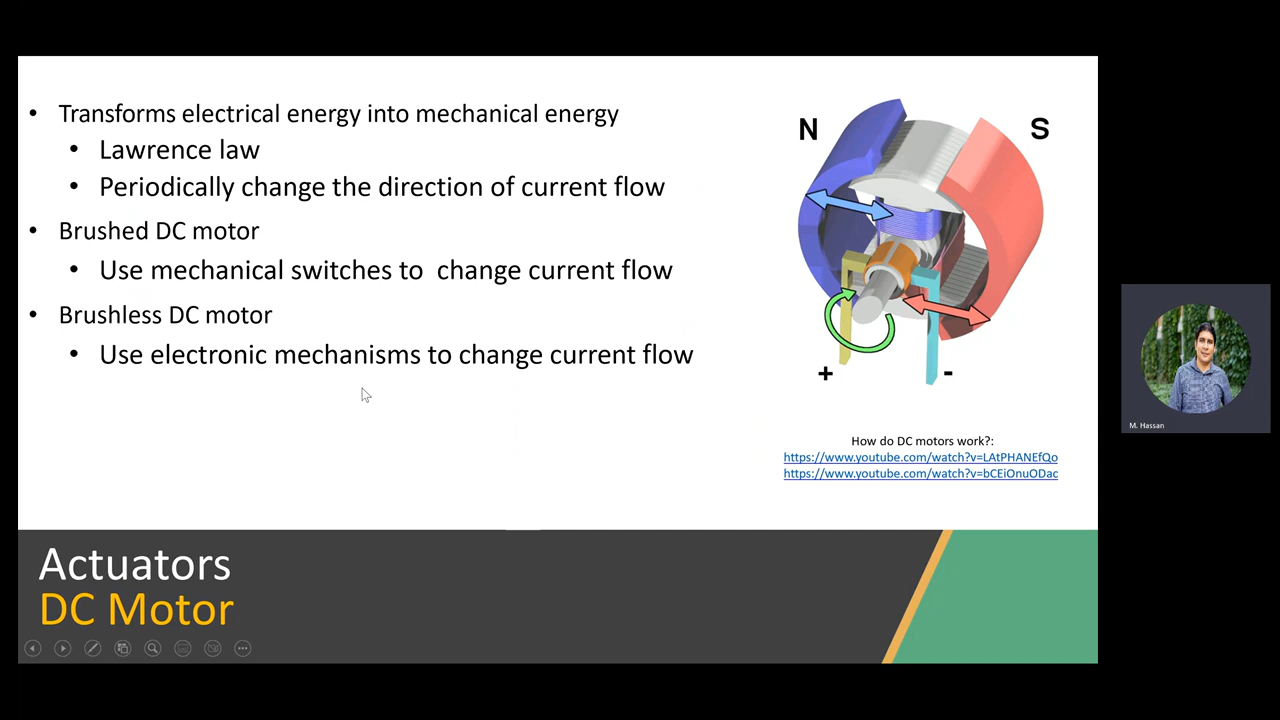 • Transforms electrical energy into mechanical energy
• Lawrence law
• Periodically change the direction of current flow
• Brushed DC motor
• Use mechanical switches to  change current flow
• Brushless DC motor
• Use electronic mechanisms to change current flow
N
S
+
-
How do DC motors work?:
https://www.youtube.com/watch?v=LAtPHANEfQo
https://www.youtube.com/watch?v=bCEiOnuODac
M. Hassan
Actuators
DC Motor